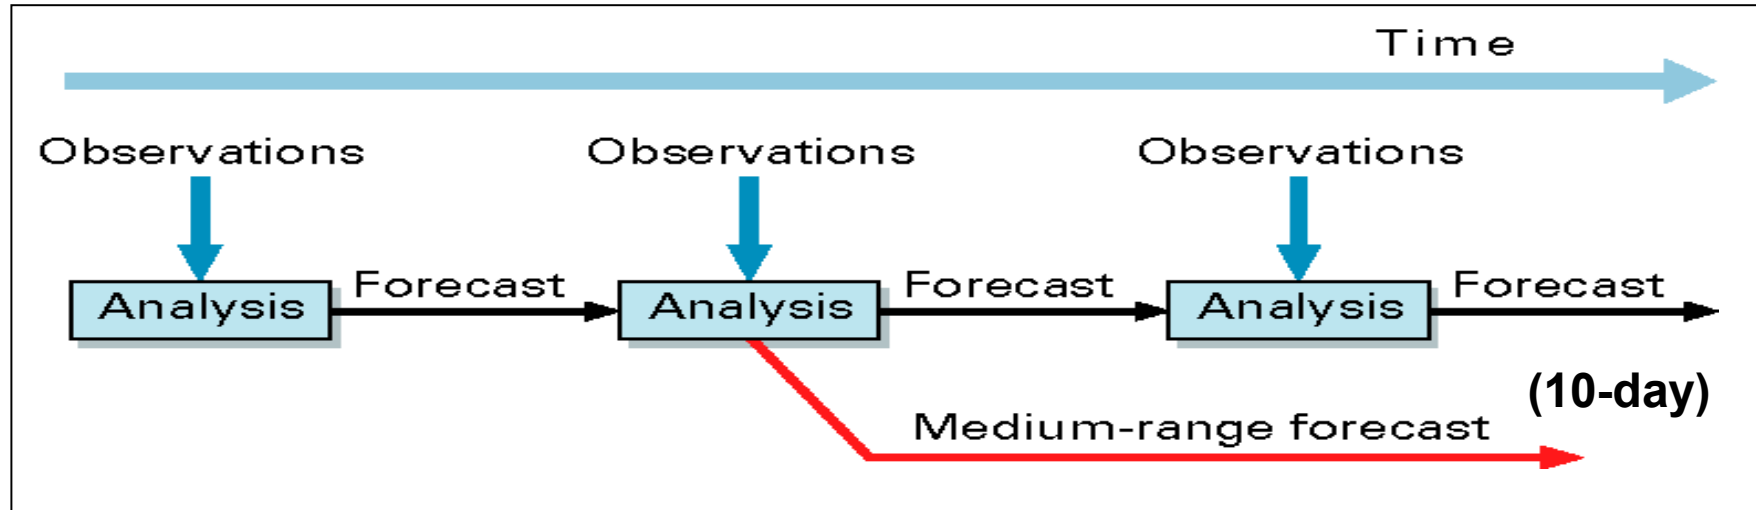 Time
Observations Observations Observations
Forecast Forecast Forecast
Analysis Analysis Analysis
(10-day)
Medium-range forecast